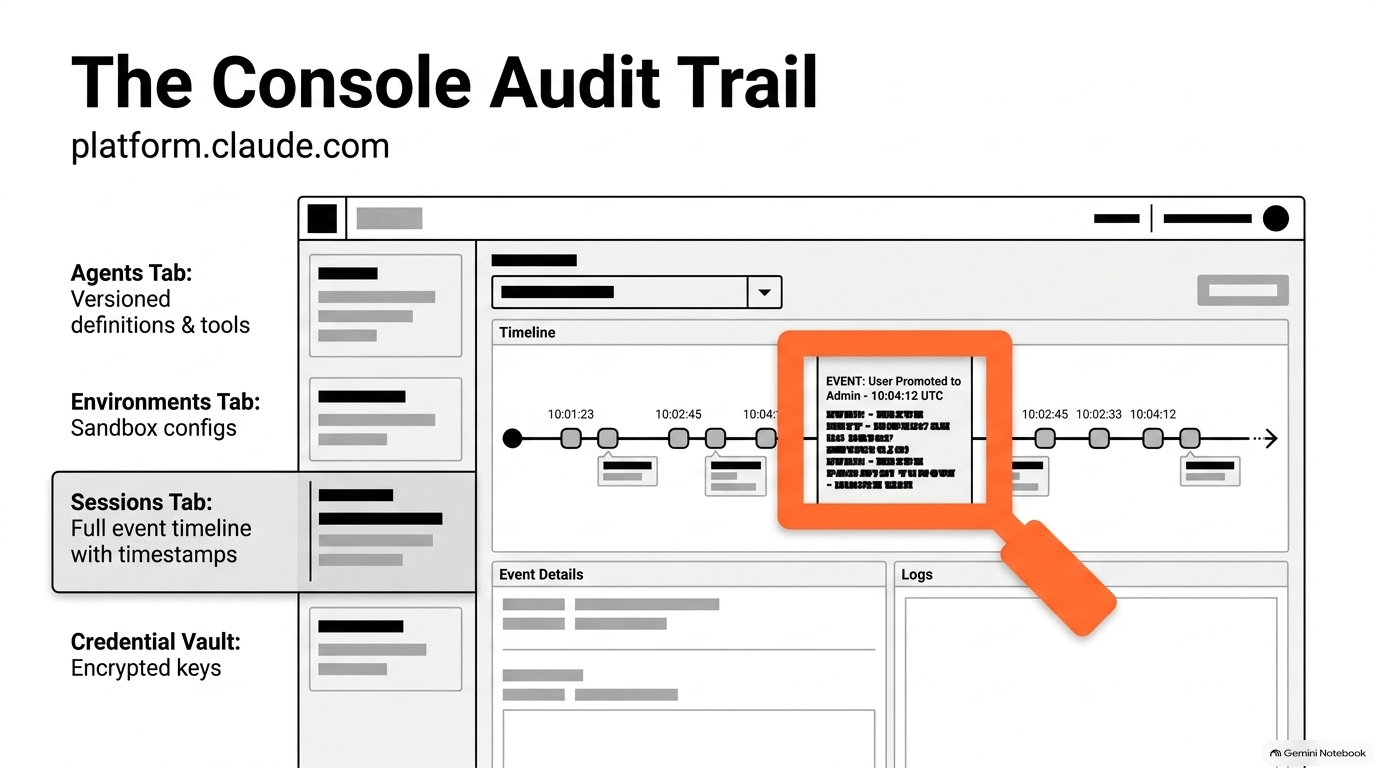 The Console Audit Trail
platform.claude.com
Agents Tab:
Versioned
definitions & tools
Environments Tab:
Sandbox configs
Sessions Tab:
Full event timeline
with timestamps
Credential Vault:
Encrypted keys
Timeline
10:01:23
10:02:45
10:04:
EVENT: User Promoted to
Admin - 10:04:12 UTC
10:02:45
10:02:33
10:04:12
Event Details
Logs
Gemini Notebook